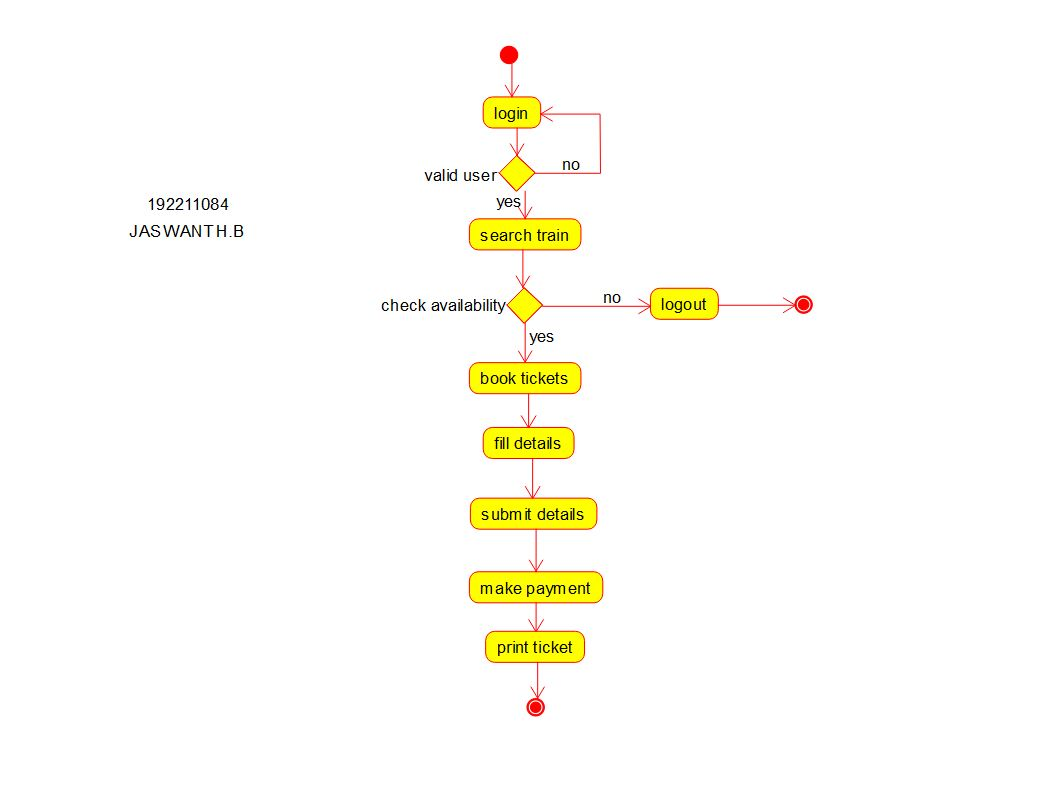 login
valid user
no
yes
192211084
JASWANTH.B
search train
check availability
no
logout
yes
book tickets
fill details
submit details
make payment
print ticket